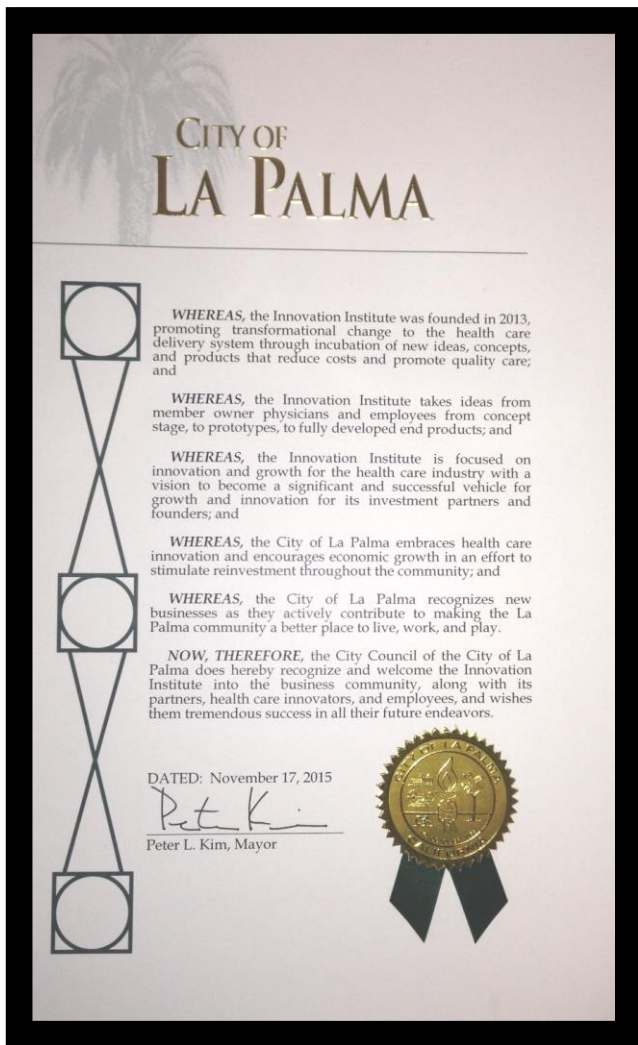 CITY OF
LA PALMA
WHEREAS, the Innovation Institute was founded in 2013,
promoting transformational change to the health care
delivery system through incubation of new ideas, concepts,
and products that reduce costs and promote quality care;
and
WHEREAS, the Innovation Institute takes ideas from
member owner physicians and employees from concept
stage, to prototypes, to fully developed end products; and
WHEREAS, the Innovation Institute is focused on
innovation and growth for the health care industry with a
vision to become a significant and successful vehicle for
growth and innovation for its investment partners and
founders; and
WHEREAS, the City of La Palma embraces health care
innovation and encourages economic growth in an effort to
stimulate reinvestment throughout the community; and
WHEREAS, the City of La Palma recognizes new
businesses as they actively contribute to making the La
Palma community a better place to live, work, and play.
NOW, THEREFORE, the City Council of the City of La
Palma does hereby recognize and welcome the Innovation
Institute into the business community, along with its
partners, health care innovators, and employees, and wishes
them tremendous success in all their future endeavors.
DATED: November 17, 2015
Peter Kim
Peter L. Kim, Mayor
CITY OF LA PALMA
CALIFORNIA